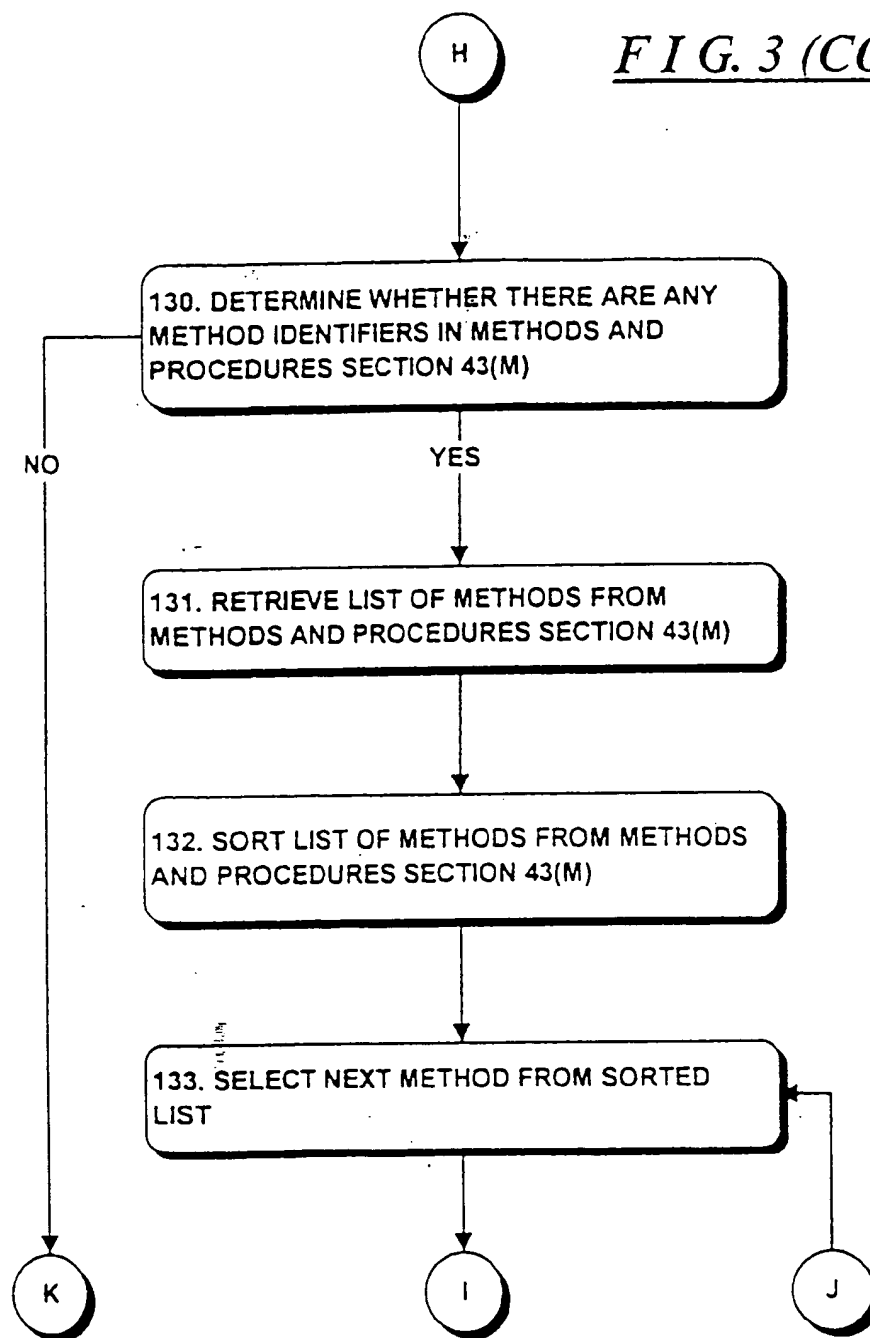 H
F I G. 3 (CO
130. DETERMINE WHETHER THERE ARE ANY
METHOD IDENTIFIERS IN METHODS AND
PROCEDURES SECTION 43(M)
NO
YES
131. RETRIEVE LIST OF METHODS FROM
METHODS AND PROCEDURES SECTION 43(M)
132. SORT LIST OF METHODS FROM METHODS
AND PROCEDURES SECTION 43(M)
133. SELECT NEXT METHOD FROM SORTED
LIST
K
I
J